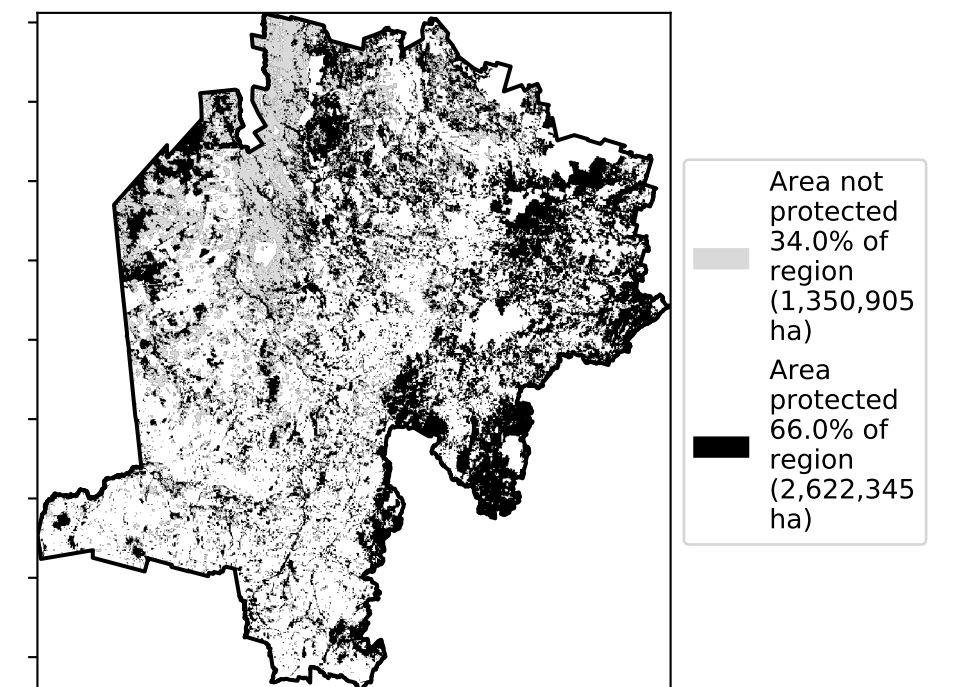 Area not
protected
34.0% of
region
(1,350,905
ha)
Area
protected
66.0% of
region
(2,622,345
ha)